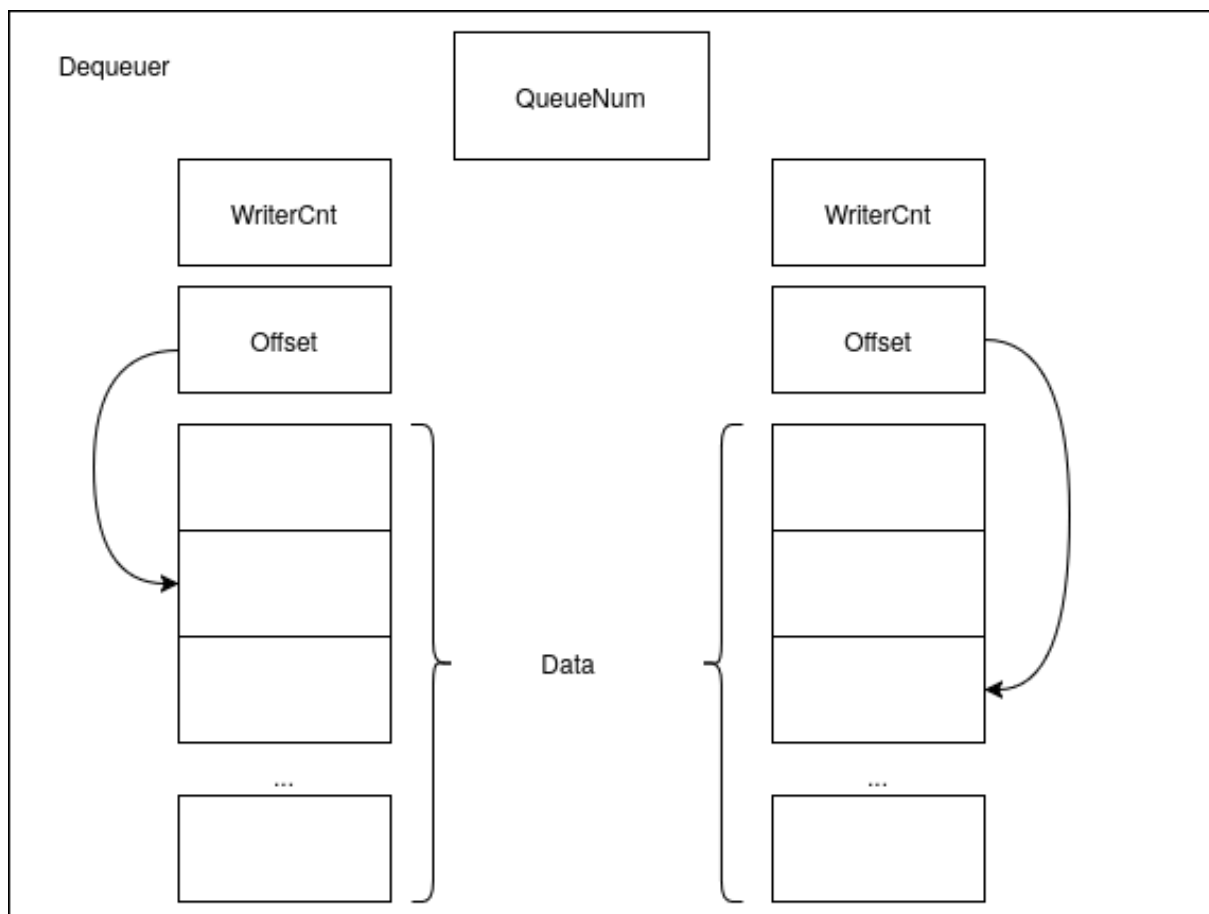 Dequeuer
QueueNum
WriterCnt
WriterCnt
Offset
Offset
Data
...
...